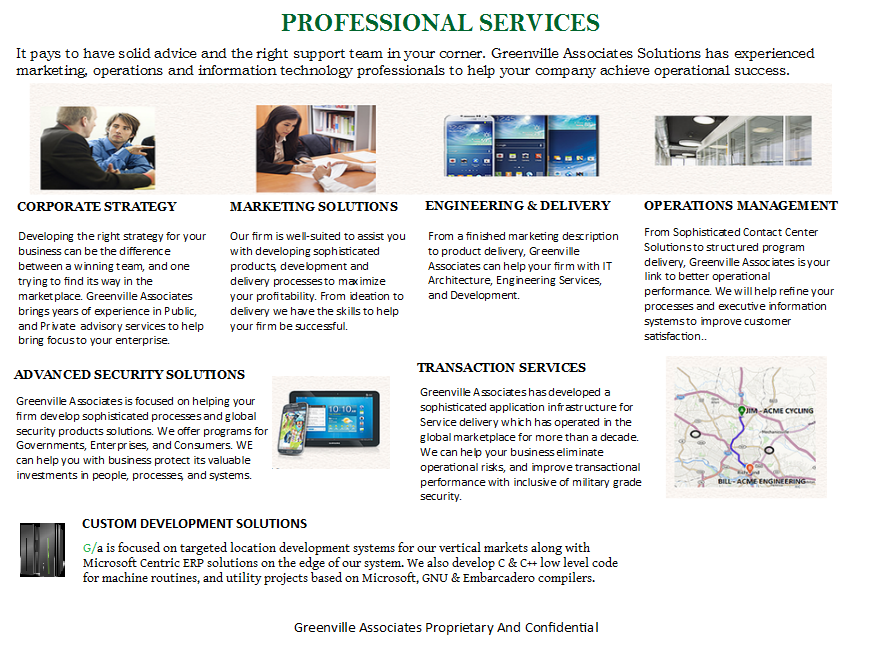 PROFESSIONAL SERVICES
It pays to have solid advice and the right support team in your corner. Greenville Associates Solutions has experienced
marketing, operations and information technology professionals to help your company achieve operational success.
CORPORATE STRATEGY
Developing the right strategy for your
business can be the difference
between a winning team, and one
trying to find its way in the
marketplace. Greenville Associates
brings years of experience in Public,
and Private advisory services to help
bring focus to your enterprise.
MARKETING SOLUTIONS
Our firm is well-suited to assist you
with developing sophisticated
products, development and
delivery processes to maximize
your profitability. From ideation to
delivery we have the skills to help
your firm be successful.
ENGINEERING & DELIVERY
From a finished marketing description
to product delivery, Greenville
Associates can help your firm with IT
Architecture, Engineering Services,
and Development.
OPERATIONS MANAGEMENT
From Sophisticated Contact Center
Solutions to structured program
delivery, Greenville Associates is your
link to better operational
performance. We will help refine your
processes and executive information
systems to improve customer
satisfaction..
ADVANCED SECURITY SOLUTIONS
Greenville Associates is focused on helping your
firm develop sophisticated processes and global
security products solutions. We offer programs for
Governments, Enterprises, and Consumers. WE
can help you with business protect its valuable
investments in people, processes, and systems.
10:10
TRANSACTION SERVICES
Greenville Associates has developed a
sophisticated application infrastructure for
Service delivery which has operated in the
global marketplace for more than a decade.
We can help your business eliminate
operational risks, and improve transactional
performance with inclusive of military grade
security.
JIM - ACME CYCLING
BILL- ACME ENGINEERING
CUSTOM DEVELOPMENT SOLUTIONS
G/a is focused on targeted location development systems for our vertical markets along with
Microsoft Centric ERP solutions on the edge of our system. We also develop C & C++ low level code
for machine routines, and utility projects based on Microsoft, GNU & Embarcadero compilers.
Greenville Associates Proprietary And Confidential